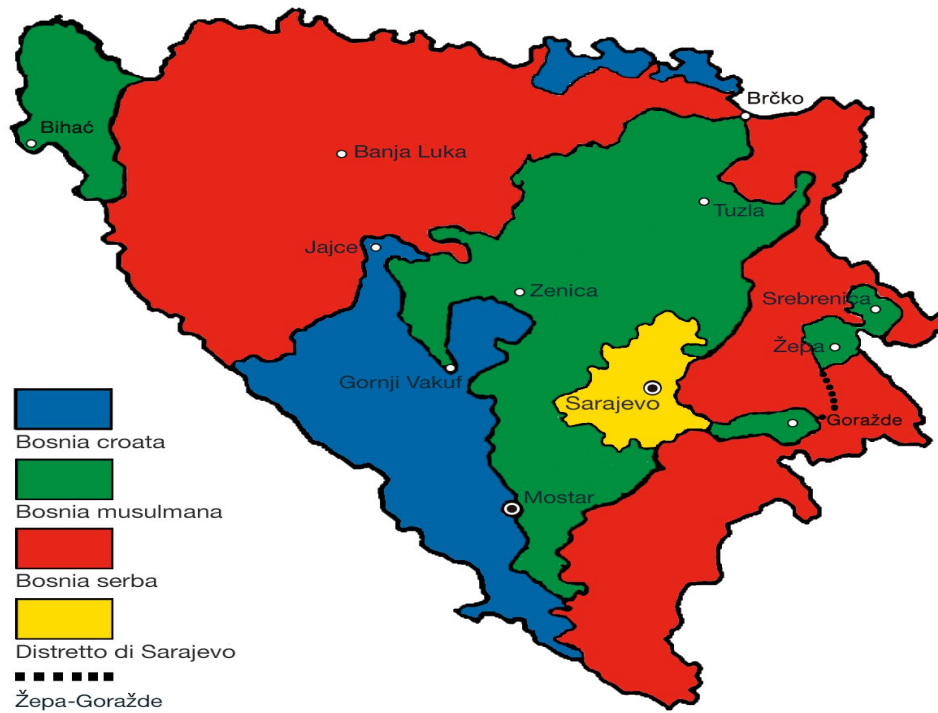 Brčko
Bihać
Banja Luka
Tuzla
Jajce
Zenica
Srebrenica
Žepa
Gornji Vakuf
Sarajevo
Goražde
Mostar
Bosnia croata
Bosnia musulmana
Bosnia serba
Distretto di Sarajevo
Žepa-Goražde